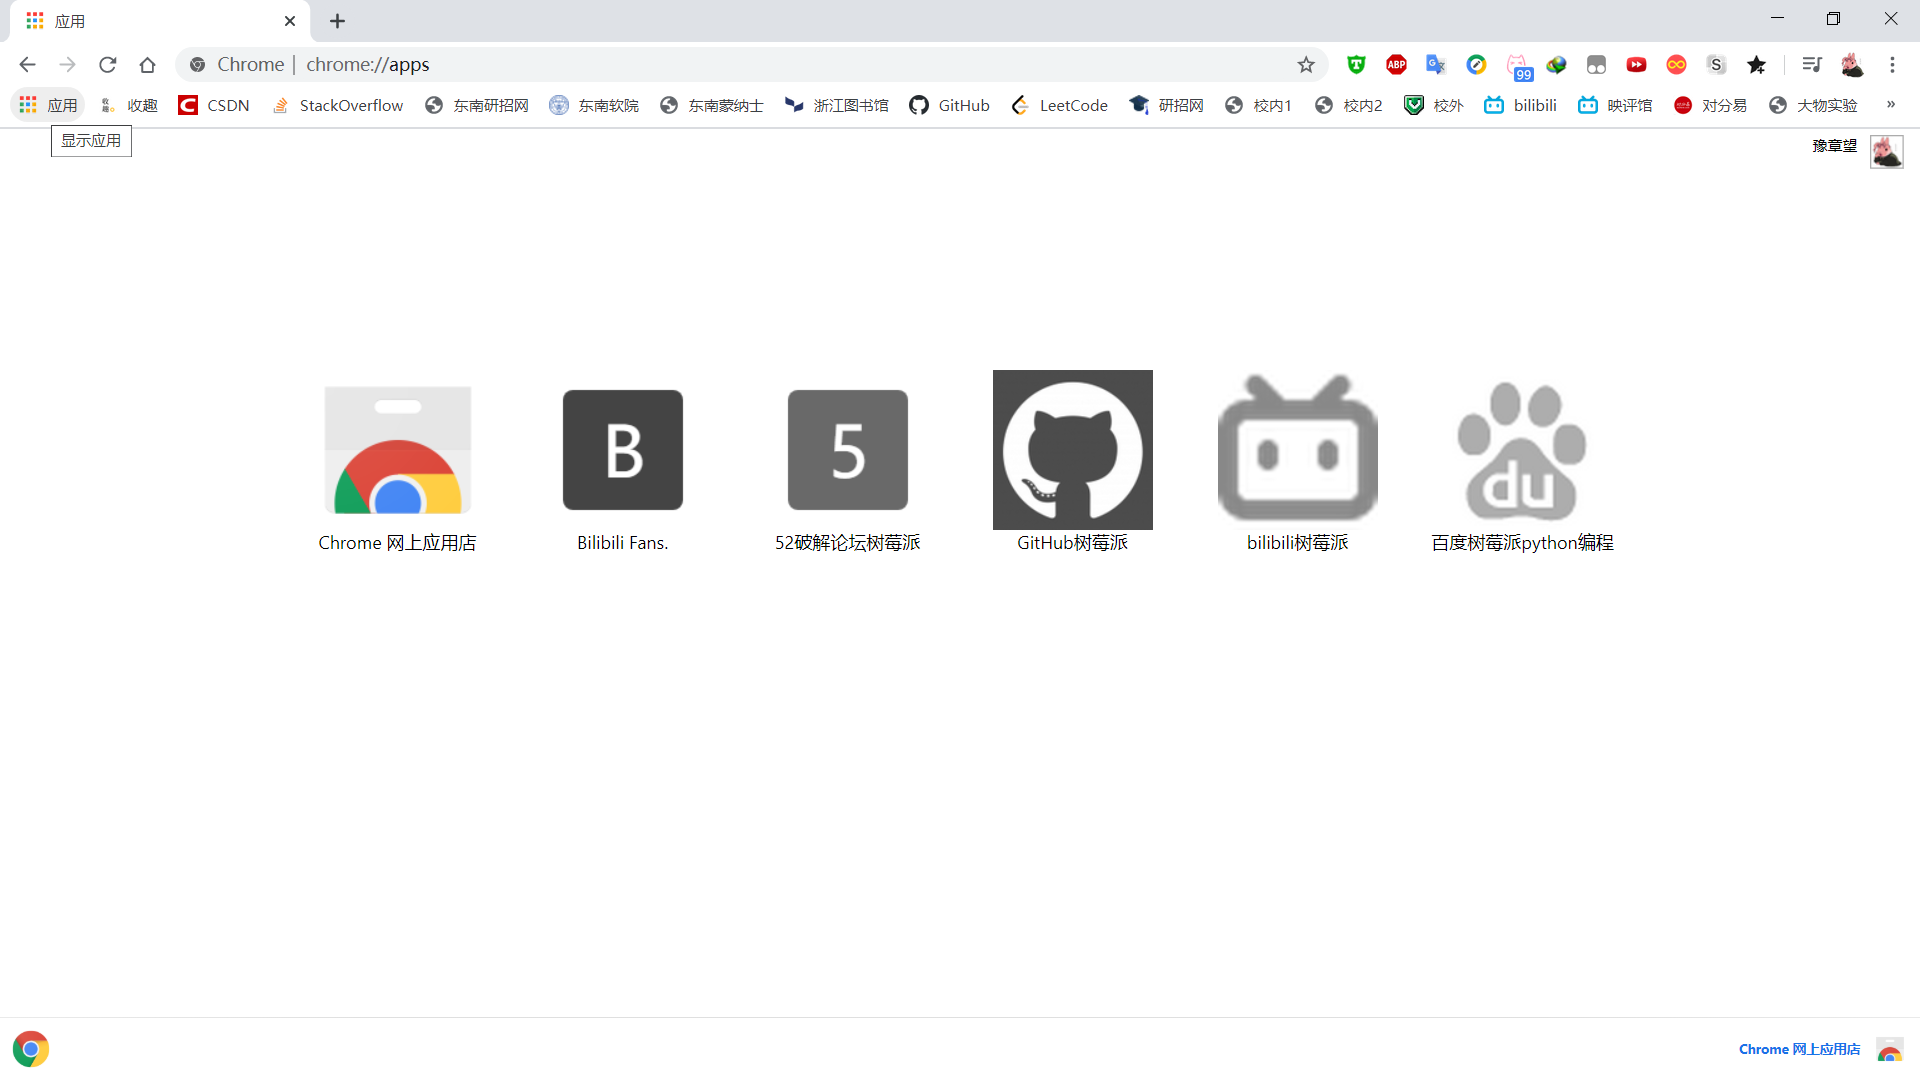 应用
Chrome | chrome://apps
ABP
99
S
应用 收趣 CSDN StackOverflow 东南研招网 东南软院 东南蒙纳士 浙江图书馆 GitHub LeetCode 研招网 校内1 校内2 校外 bilibili 映评馆 对分易 大物实验 »
显示应用
豫章望
B
5
du
Chrome 网上应用店 Bilibili Fans. 52破解论坛树莓派 GitHub树莓派 bilibili树莓派 百度树莓派python编程
Chrome 网上应用店